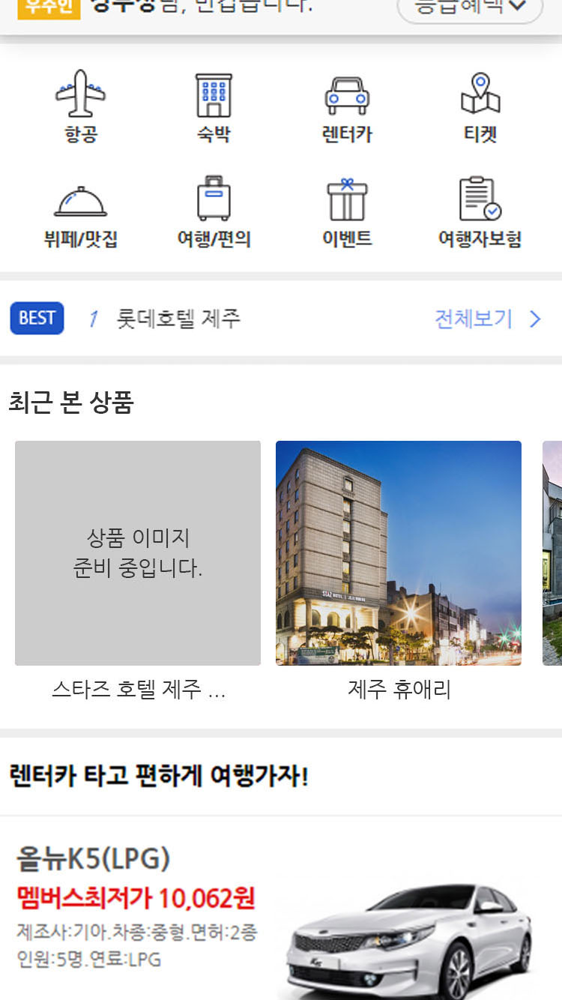 우수인
님, 반갑습니다.
등급혜택
항공
숙박
렌터카
티켓
뷔페/맛집
여행/편의
이벤트
여행자보험
BEST
1
롯데호텔 제주
전체보기
최근 본 상품
상품 이미지
준비 중입니다.
STAZ HOTEL
스타즈 호텔 제주 ...
제주 휴애리
렌터카 타고 편하게 여행가자!
올뉴K5(LPG)
멤버스최저가 10,062원
제조사:기아.차종:중형.면허:2종
인원:5명.연료:LPG
K5